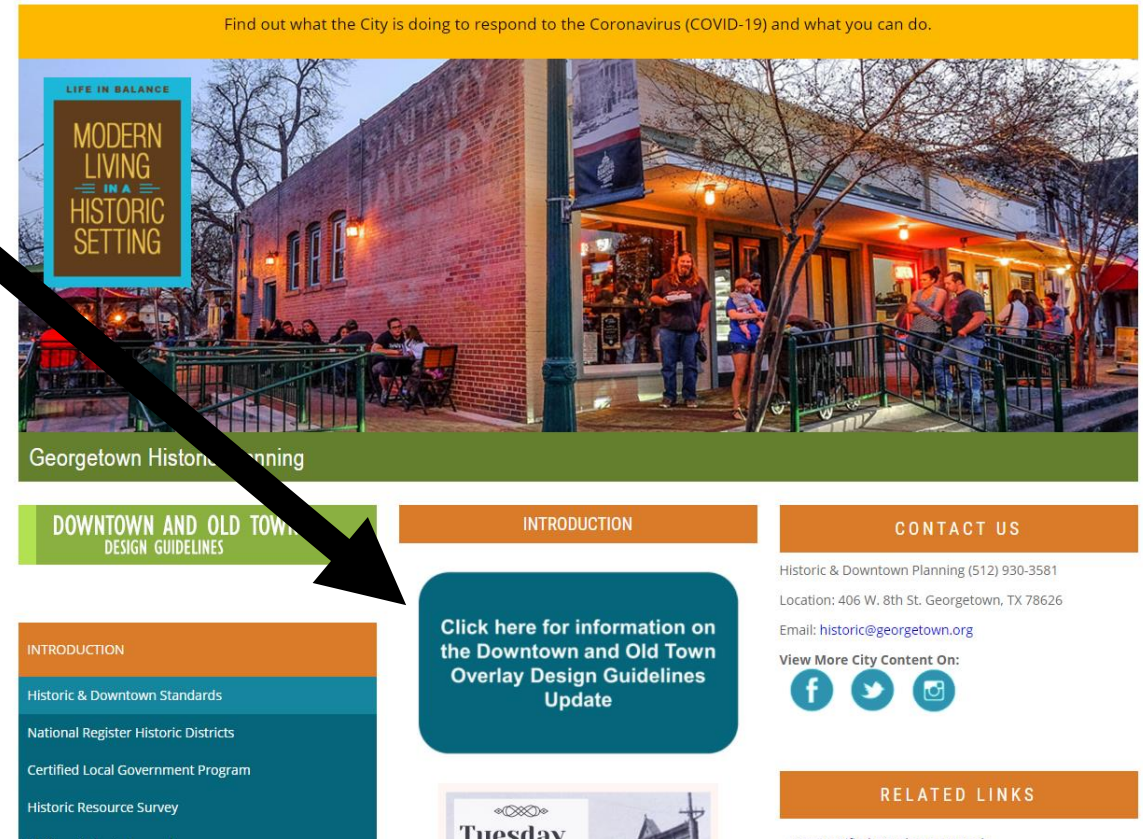 Find out what the City is doing to respond to the Coronavirus (COVID-19) and what you can do.
LIFE IN BALANCE
MODERN
LIVING
IN A
HISTORIC
SETTING
SANITARY
Georgetown Historic
DOWNTOWN AND OLD
DESIGN GUIDELINES
INTRODUCTION
Historic & Downtown Standards
National Register Historic Districts
Certified Local Government Program
Historic Resource Survey
INTRODUCTION
Click here for information on
the Downtown and Old Town
Overlay Design Guidelines
Update
Tuesday
CONTACT US
Historic & Downtown Planning (512) 930-3581
Location: 406 W. 8th St. Georgetown, TX 78626
Email: historic@georgetown.org
View More City Content On:
RELATED LINKS